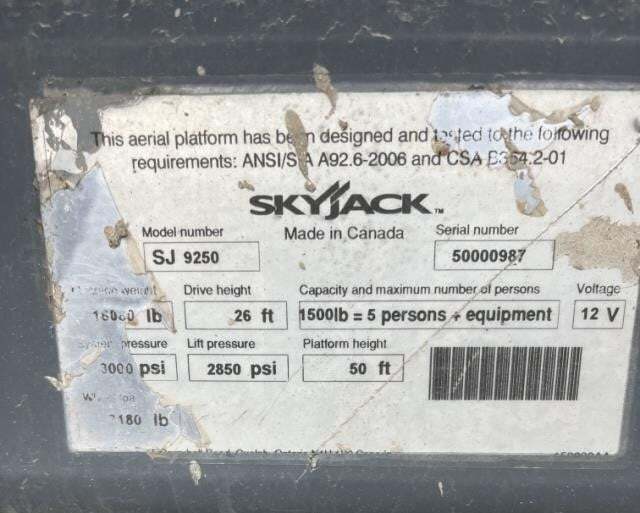 This aerial platform has been designed and tested to the following
requirements: ANSI/SIA A92.6-2006 and CSA B354.2-01
SKYJACK™
Model number
Made in Canada
Serial number
SJ 9250
50000987
weight
Drive height
Capacity and maximum number of persons
Voltage
lb
26 ft
1500lb = 5 persons + equipment
12 V
System pressure
Lift pressure
Platform height
3000 psi
2850 psi
50 ft
lb